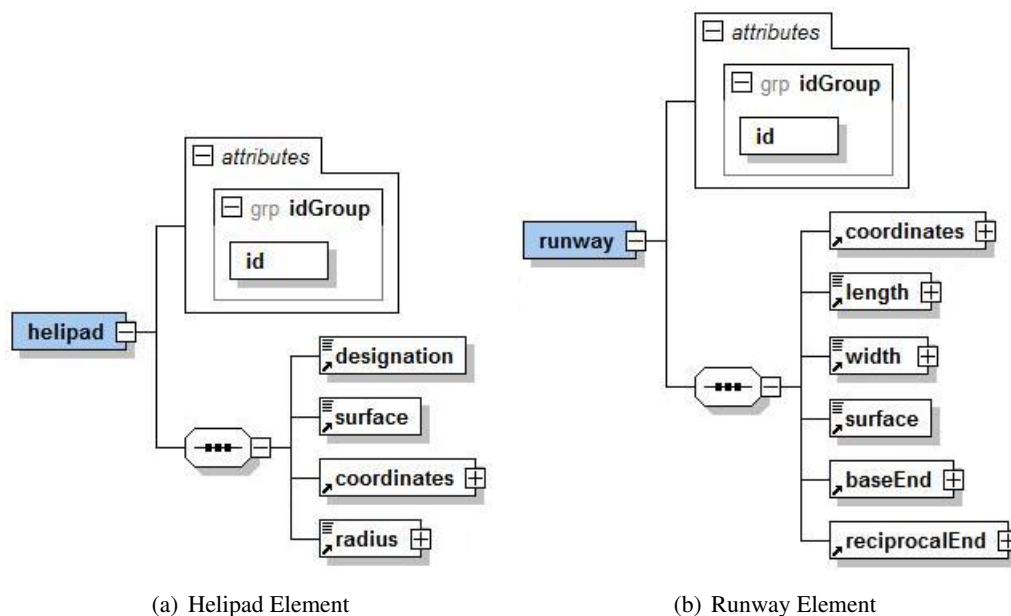 attributes
grp idGroup
id
helipad
designation
surface
coordinates
radius
(a) Helipad Element
attributes
grp idGroup
id
runway
coordinates
length
width
surface
baseEnd
reciprocalEnd
(b) Runway Element